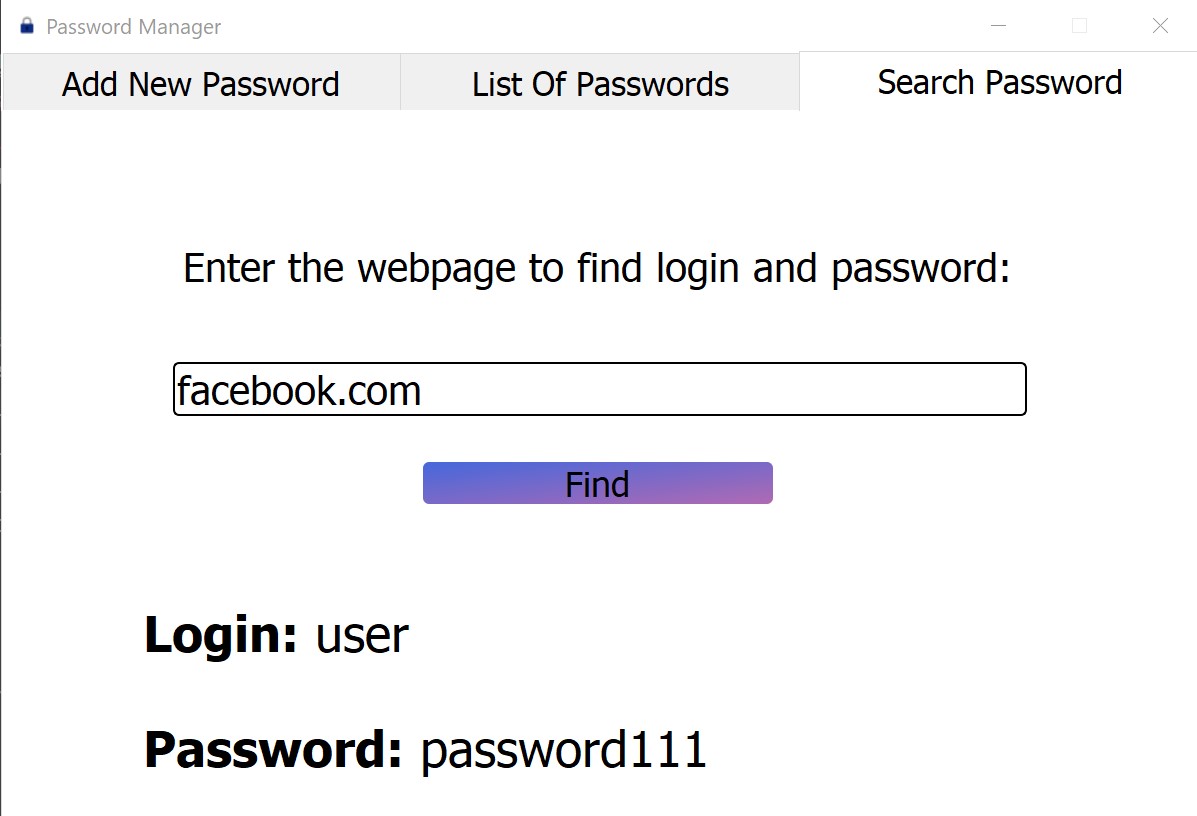 Password Manager
Add New Password
List Of Passwords
Search Password
Enter the webpage to find login and password:
facebook.com
Find
Login: user
Password: password111